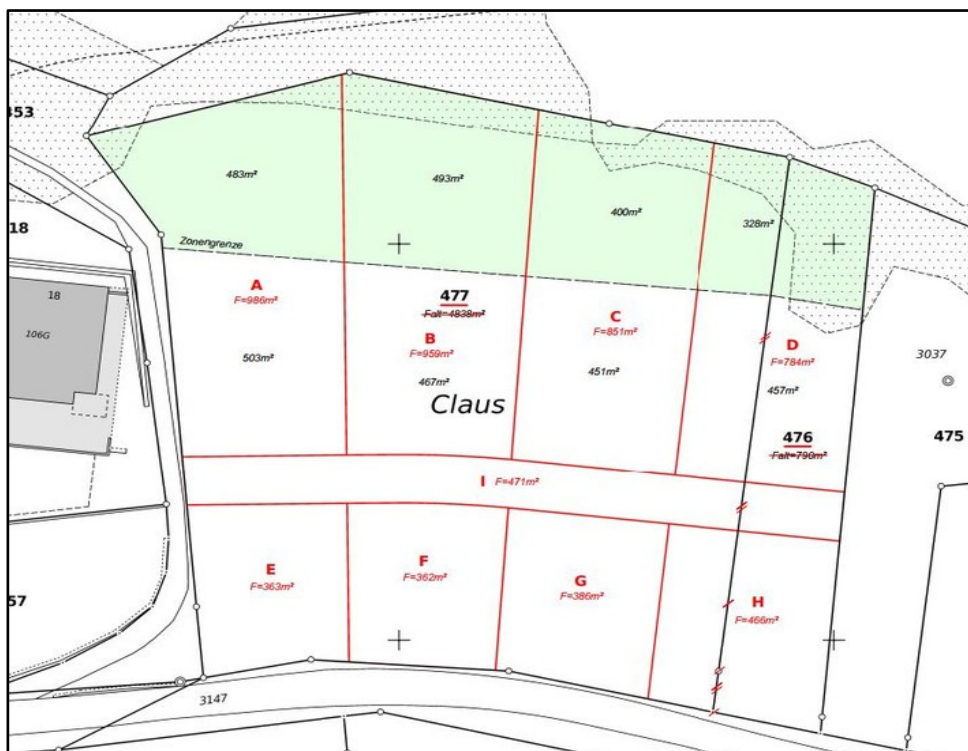 353
483m²
493m²
400m²
328m²
18
Zonengrenze
A
F=986m²
477
Falt=4838m²
18
C
F=851m²
B
F=959m²
106G
D
F=784m²
3037
503m²
467m²
451m²
457m²
Claus
476
Falt=790m²
475
I F=471m²
E
F=363m²
F
F=362m²
G
F=386m²
57
H
F=466m²
3147